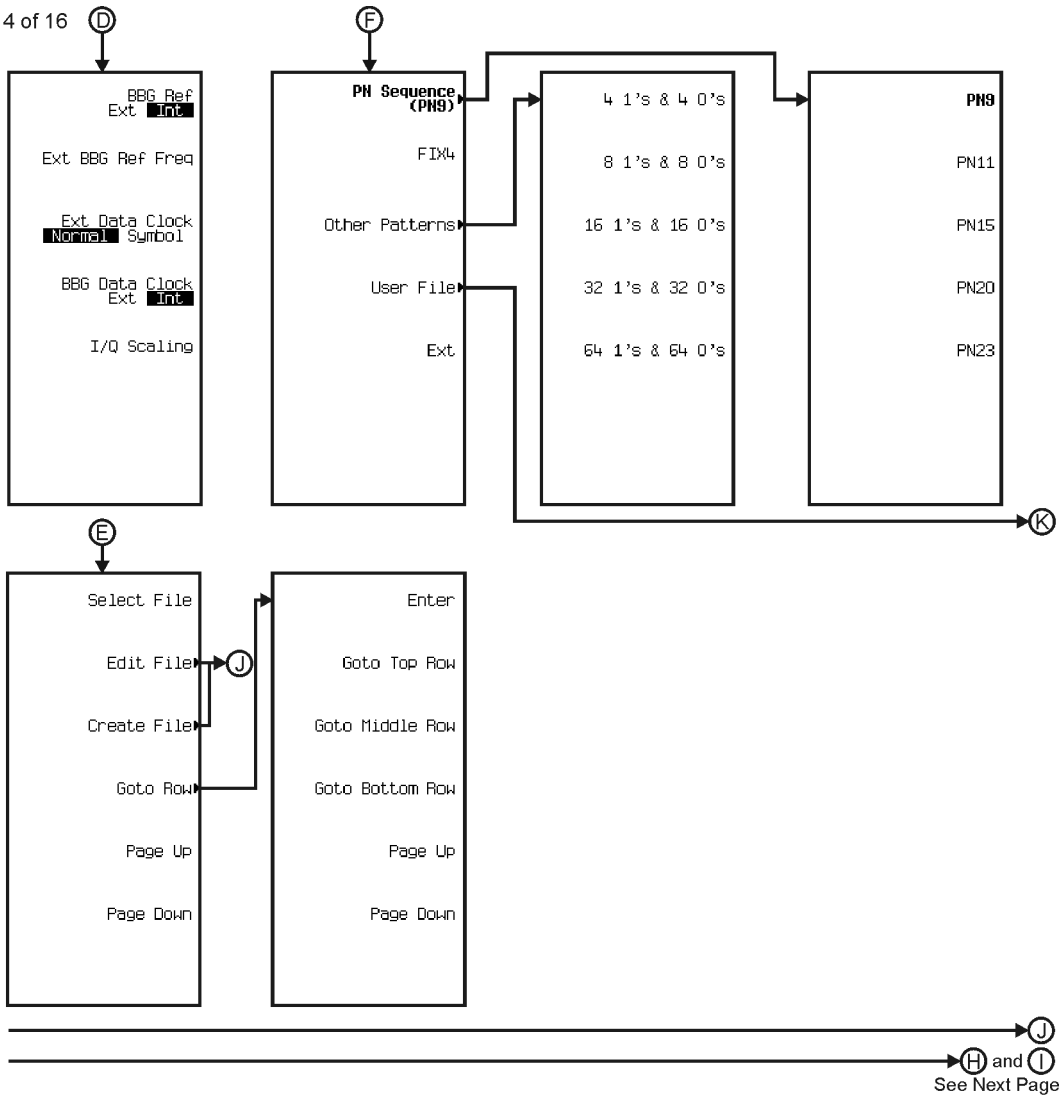 4 of 16
D
F
BBG Ref
Ext Int
Ext BBG Ref Freq
Ext Data Clock
Normal Symbol
BBG Data Clock
Ext Int
I/Q Scaling
PN Sequence
(PN9)
FIX4
Other Patterns
User File
Ext
4 1's & 4 0's
8 1's & 8 0's
16 1's & 16 0's
32 1's & 32 0's
64 1's & 64 0's
PN9
PN11
PN15
PN20
PN23
K
E
Select File
Edit File
J
Create File
Goto Row
Page Up
Page Down
Enter
Goto Top Row
Goto Middle Row
Goto Bottom Row
Page Up
Page Down
J
H and I
See Next Page